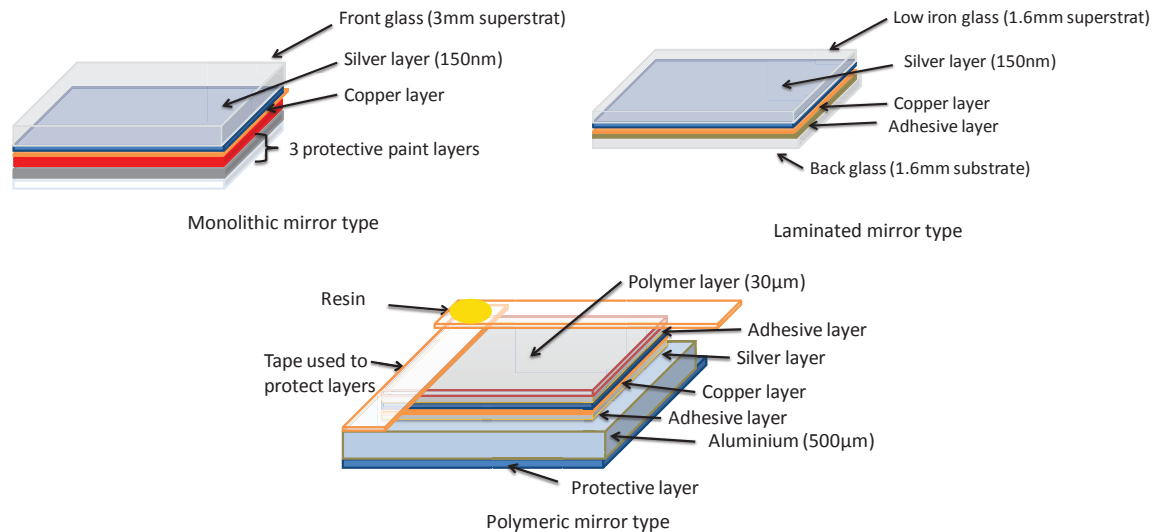 Front glass (3mm superstrat)
Silver layer (150nm)
Copper layer
3 protective paint layers
Monolithic mirror type
Low iron glass (1.6mm superstrat)
Silver layer (150nm)
Copper layer
Adhesive layer
Back glass (1.6mm substrate)
Laminated mirror type
Polymer layer (30µm)
Resin
Adhesive layer
Silver layer
Tape used to
protect layers
Copper layer
Adhesive layer
Aluminium (500µm)
Protective layer
Polymeric mirror type